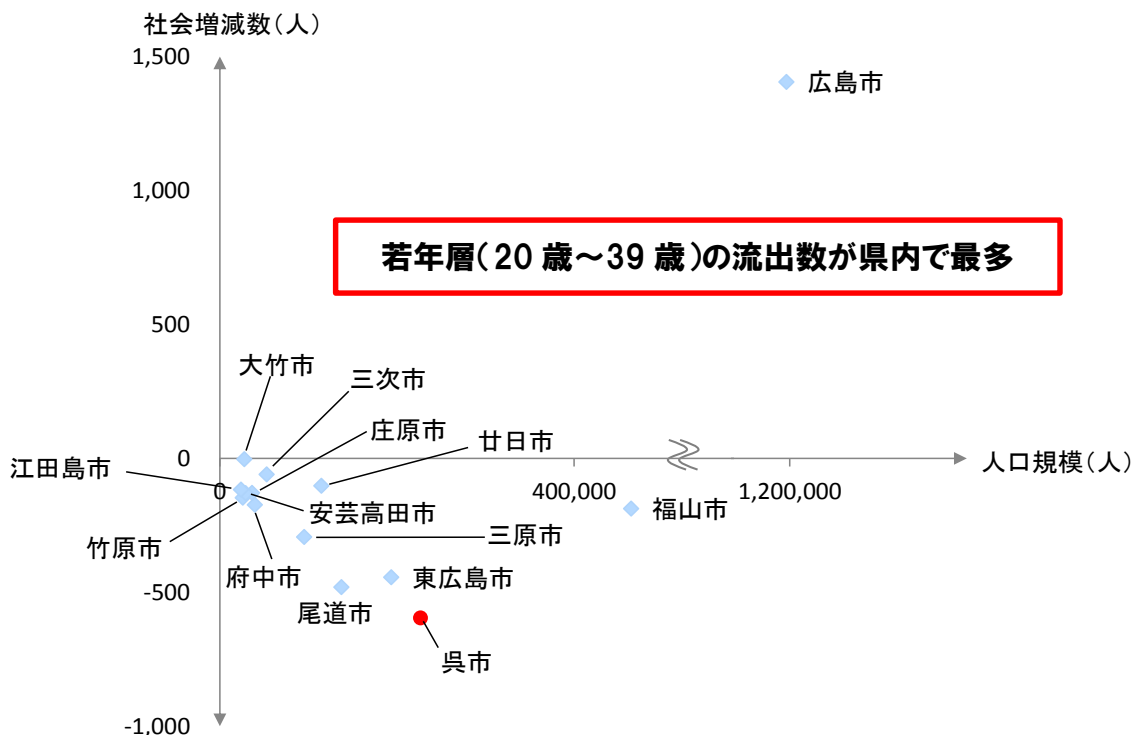 社会増減数(人)
1,500
広島市
1,000
若年層(20 歳～39 歳)の流出数が県内で最多
500
大竹市
三次市
庄原市
廿日市
0
人口規模(人)
江田島市
0
400,000
1,200,000
安芸高田市
福山市
竹原市
三原市
府中市
東広島市
-500
尾道市
呉市
-1,000